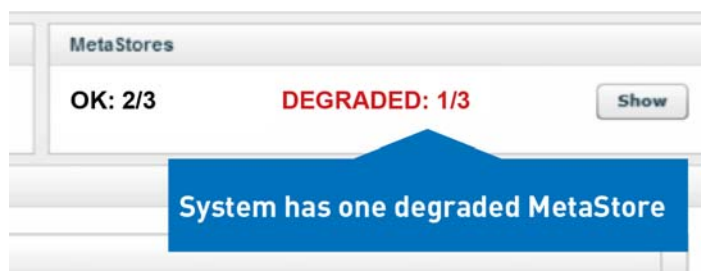 MetaStores
OK: 2/3 DEGRADED: 1/3 Show
System has one degraded MetaStore